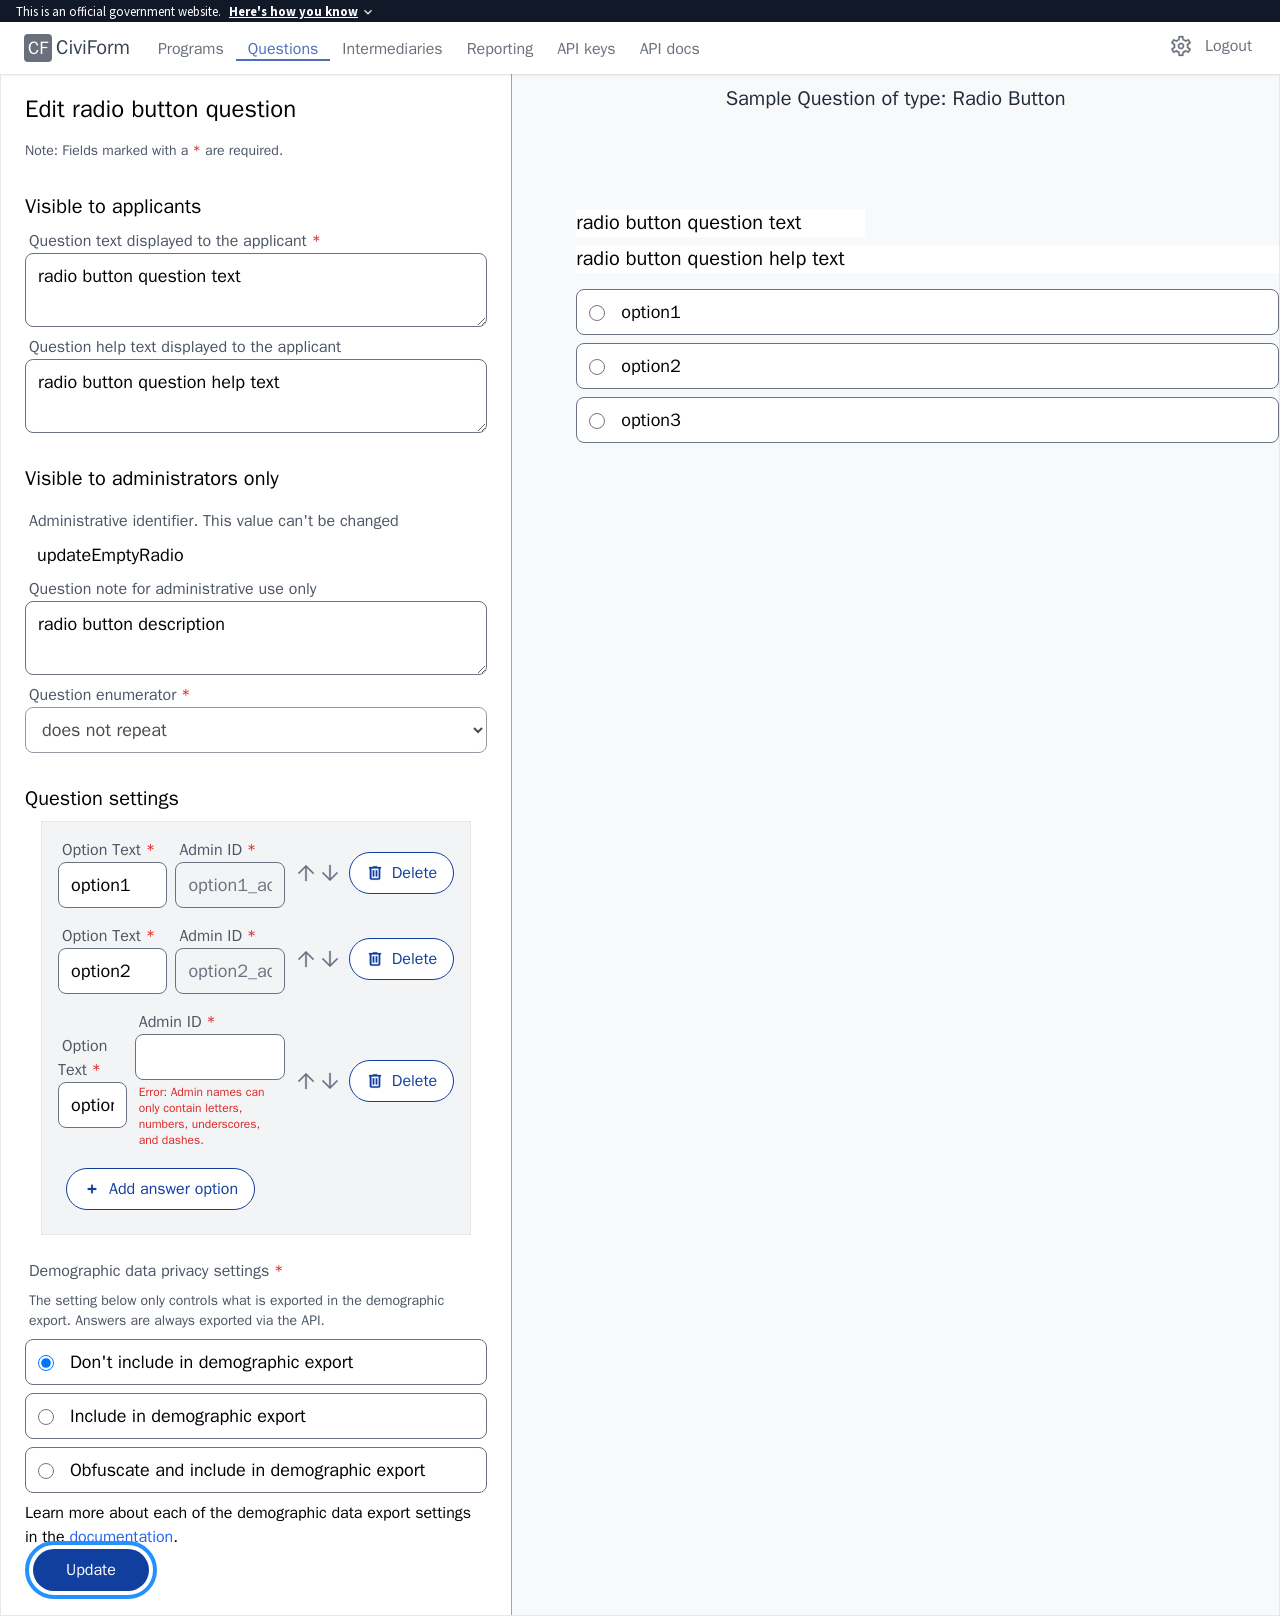 This is an official government website. Here's how you know
CF CiviForm Programs Questions Intermediaries Reporting API keys API docs Logout
Edit radio button question
Note: Fields marked with a * are required.
Visible to applicants
Question text displayed to the applicant *
radio button question text
Question help text displayed to the applicant
radio button question help text
Visible to administrators only
Administrative identifier. This value can't be changed
updateEmptyRadio
Question note for administrative use only
radio button description
Question enumerator *
does not repeat
Question settings
Option Text * Admin ID *
option1 option1_ad Delete
Option Text * Admin ID *
option2 option2_ad Delete
Option
Text *
option
Admin ID *
Error: Admin names can
only contain letters,
numbers, underscores,
and dashes.
Delete
+ Add answer option
Demographic data privacy settings *
The setting below only controls what is exported in the demographic
export. Answers are always exported via the API.
Don't include in demographic export
Include in demographic export
Obfuscate and include in demographic export
Learn more about each of the demographic data export settings
in the documentation.
Update
Sample Question of type: Radio Button
radio button question text
radio button question help text
option1
option2
option3